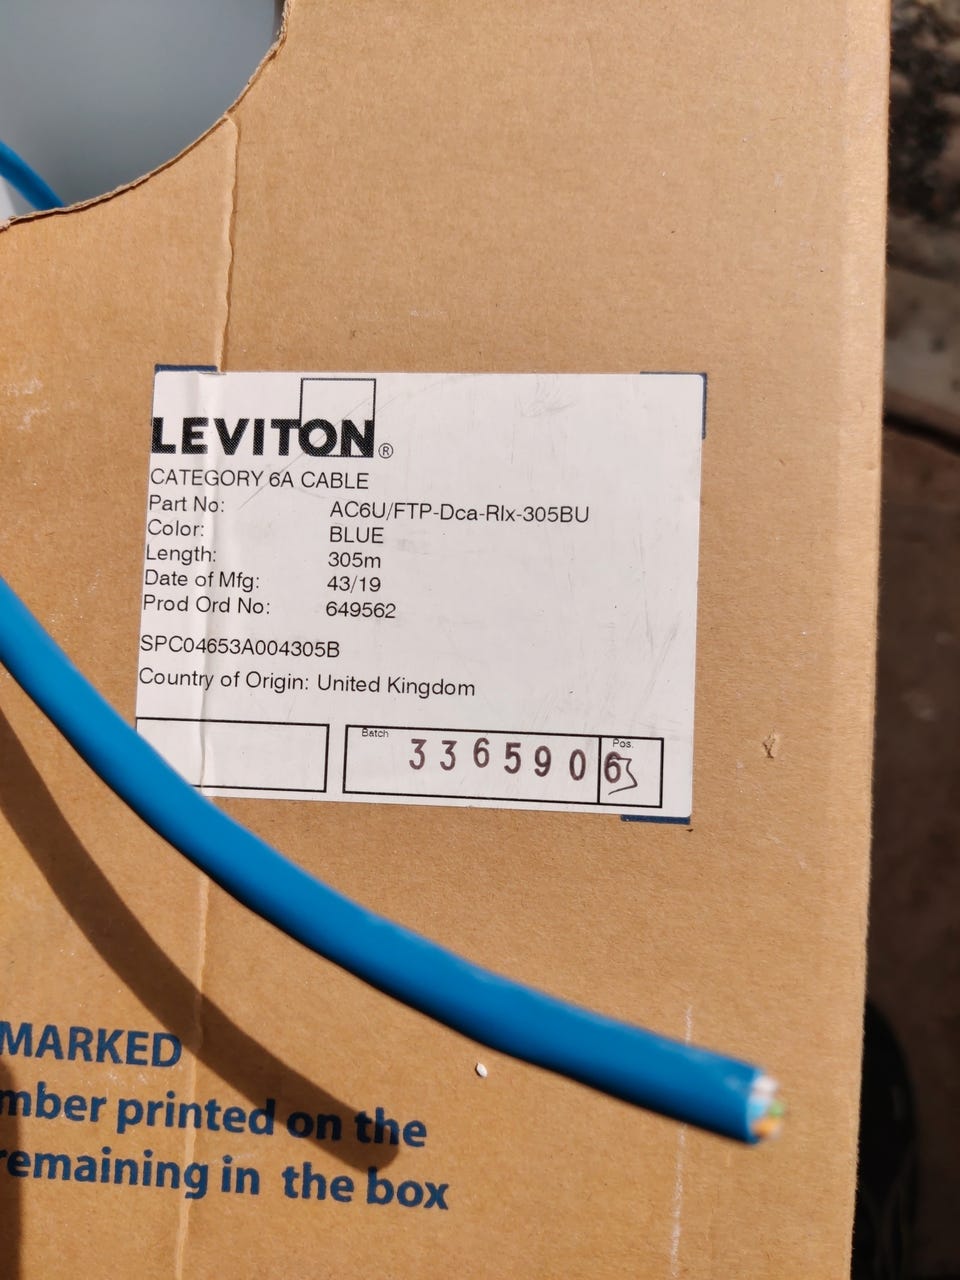 LEVITON®
CATEGORY 6A CABLE
Part No: AC6U/FTP-Dca-Rlx-305BU
Color: BLUE
Length: 305m
Date of Mfg: 43/19
Prod Ord No: 649562
SPC04653A004305B
Country of Origin: United Kingdom
Batch 3365906 Pos. 3
MARKED
mber printed on the
remaining in the box